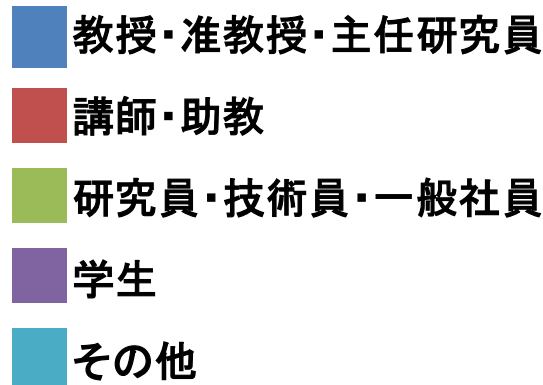 教授・准教授・主任研究員
講師・助教
研究員・技術員・一般社員
学生
その他